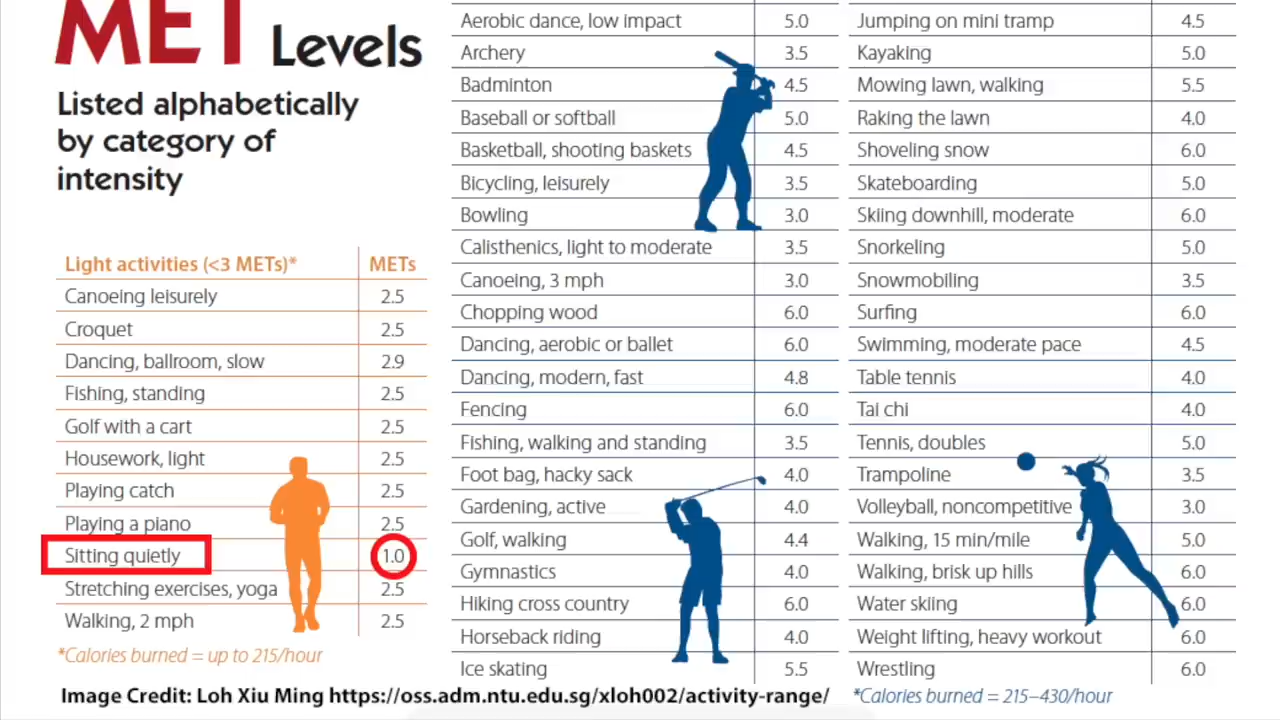 MET Levels
Listed alphabetically
by category of
intensity
Light activities (<3 METs)* METs
Canoeing leisurely 2.5
Croquet 2.5
Dancing, ballroom, slow 2.9
Fishing, standing 2.5
Golf with a cart 2.5
Housework, light 2.5
Playing catch 2.5
Playing a piano 2.5
Sitting quietly 1.0
Stretching exercises, yoga 2.5
Walking, 2 mph 2.5
*Calories burned = up to 215/hour
Aerobic dance, low impact 5.0
Archery 3.5
Badminton 4.5
Baseball or softball 5.0
Basketball, shooting baskets 4.5
Bicycling, leisurely 3.5
Bowling 3.0
Calisthenics, light to moderate 3.5
Canoeing, 3 mph 3.0
Chopping wood 6.0
Dancing, aerobic or ballet 6.0
Dancing, modern, fast 4.8
Fencing 6.0
Fishing, walking and standing 3.5
Foot bag, hacky sack 4.0
Gardening, active 4.0
Golf, walking 4.4
Gymnastics 4.0
Hiking cross country 6.0
Horseback riding 4.0
Ice skating 5.5
Jumping on mini tramp 4.5
Kayaking 5.0
Mowing lawn, walking 5.5
Raking the lawn 4.0
Shoveling snow 6.0
Skateboarding 5.0
Skiing downhill, moderate 6.0
Snorkeling 5.0
Snowmobiling 3.5
Surfing 6.0
Swimming, moderate pace 4.5
Table tennis 4.0
Tai chi 4.0
Tennis, doubles 5.0
Trampoline 3.5
Volleyball, noncompetitive 3.0
Walking, 15 min/mile 5.0
Walking, brisk up hills 6.0
Water skiing 6.0
Weight lifting, heavy workout 6.0
Wrestling 6.0
*Calories burned = 215–430/hour
Image Credit: Loh Xiu Ming https://oss.adm.ntu.edu.sg/xloh002/activity-range/